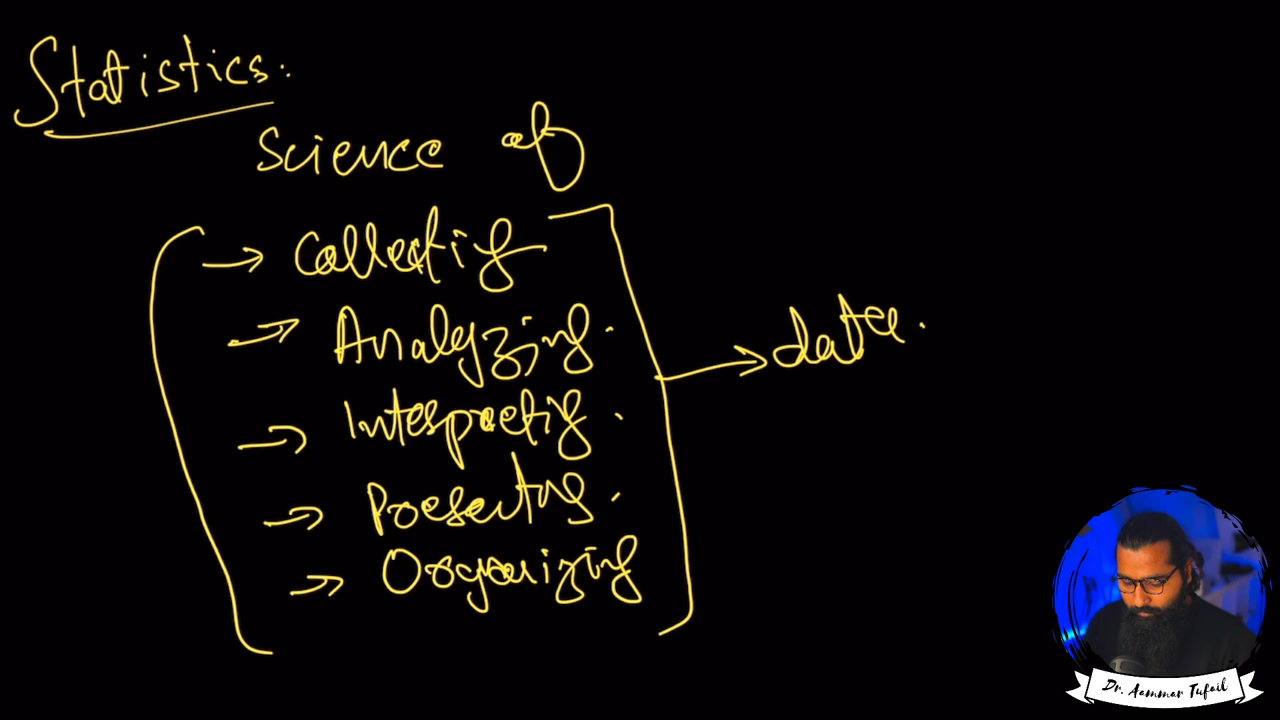 Statistics:
Science of
→ Collecting
→ Analyzing.
→ Interpreting.
→ Presenting.
→ Organizing
→ data.
Dr. Aammar Tufail